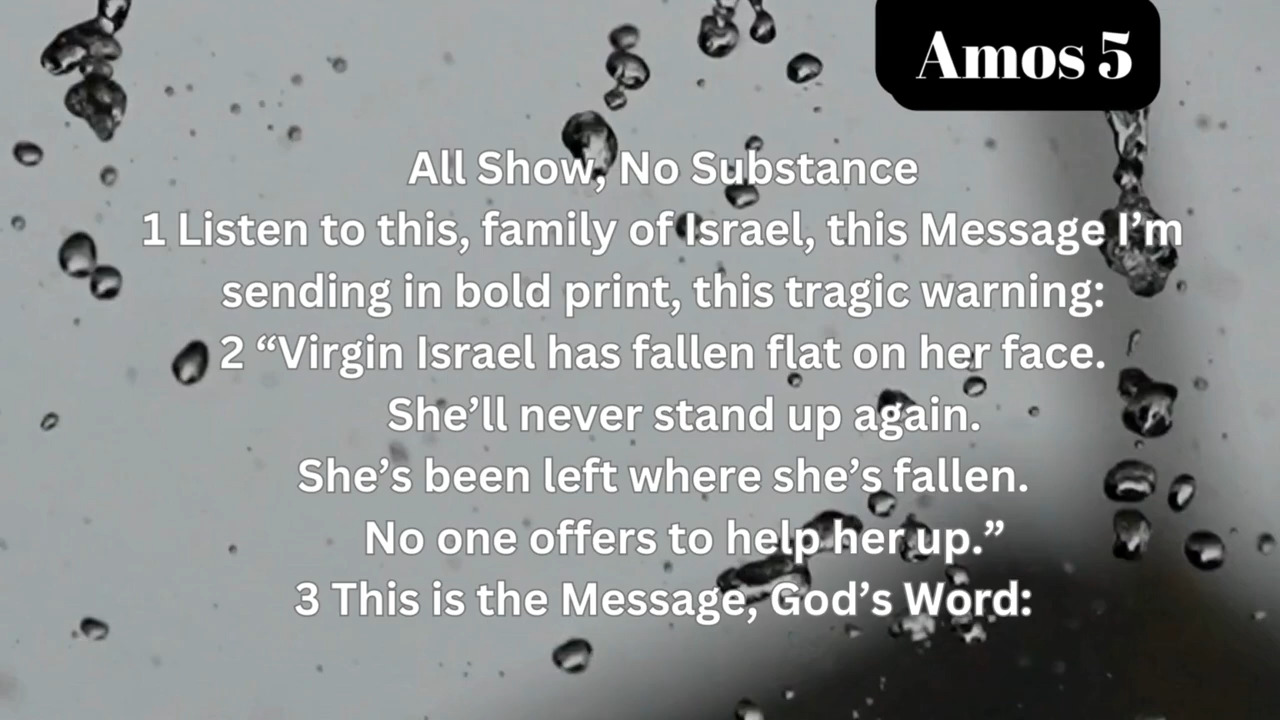 Amos 5
All Show, No Substance
1 Listen to this, family of Israel, this Message I’m
sending in bold print, this tragic warning:
2 “Virgin Israel has fallen flat on her face.
She’ll never stand up again.
She’s been left where she’s fallen.
No one offers to help her up.”
3 This is the Message, God’s Word: